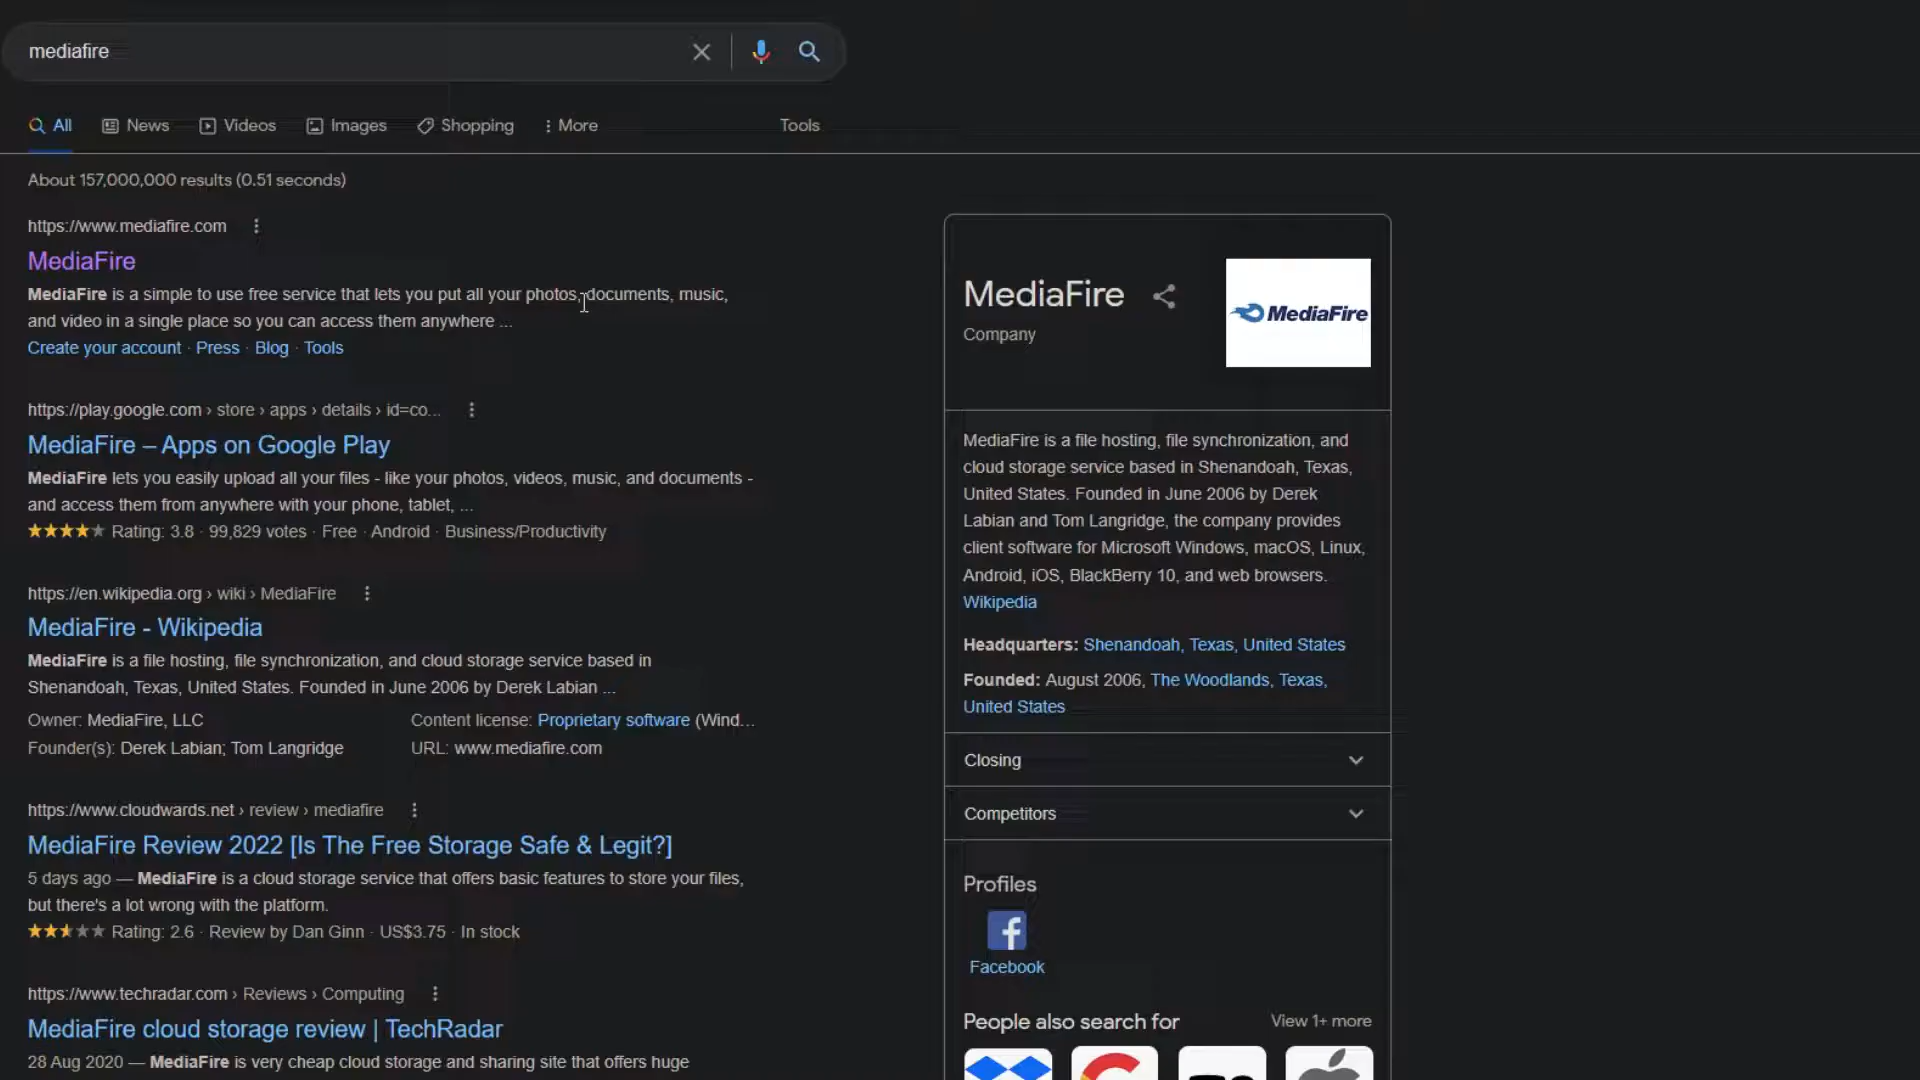 mediafire
All News Videos Images Shopping More Tools
About 157,000,000 results (0.51 seconds)
https://www.mediafire.com
MediaFire
MediaFire is a simple to use free service that lets you put all your photos, documents, music,
and video in a single place so you can access them anywhere ...
Create your account · Press · Blog · Tools
https://play.google.com › store › apps › details › id=co...
MediaFire – Apps on Google Play
MediaFire lets you easily upload all your files - like your photos, videos, music, and documents -
and access them from anywhere with your phone, tablet, ...
Rating: 3.8 · 99,829 votes · Free · Android · Business/Productivity
https://en.wikipedia.org › wiki › MediaFire
MediaFire - Wikipedia
MediaFire is a file hosting, file synchronization, and cloud storage service based in
Shenandoah, Texas, United States. Founded in June 2006 by Derek Labian ...
Owner: MediaFire, LLC
Content license: Proprietary software (Wind...
Founder(s): Derek Labian; Tom Langridge
URL: www.mediafire.com
https://www.cloudwards.net › review › mediafire
MediaFire Review 2022 [Is The Free Storage Safe & Legit?]
5 days ago — MediaFire is a cloud storage service that offers basic features to store your files,
but there's a lot wrong with the platform.
Rating: 2.6 · Review by Dan Ginn · US$3.75 · In stock
https://www.techradar.com › Reviews › Computing
MediaFire cloud storage review | TechRadar
28 Aug 2020 — MediaFire is very cheap cloud storage and sharing site that offers huge
MediaFire
Company
MediaFire
MediaFire is a file hosting, file synchronization, and
cloud storage service based in Shenandoah, Texas,
United States. Founded in June 2006 by Derek
Labian and Tom Langridge, the company provides
client software for Microsoft Windows, macOS, Linux,
Android, iOS, BlackBerry 10, and web browsers.
Wikipedia
Headquarters: Shenandoah, Texas, United States
Founded: August 2006, The Woodlands, Texas,
United States
Closing
Competitors
Profiles
Facebook
People also search for
View 1+ more